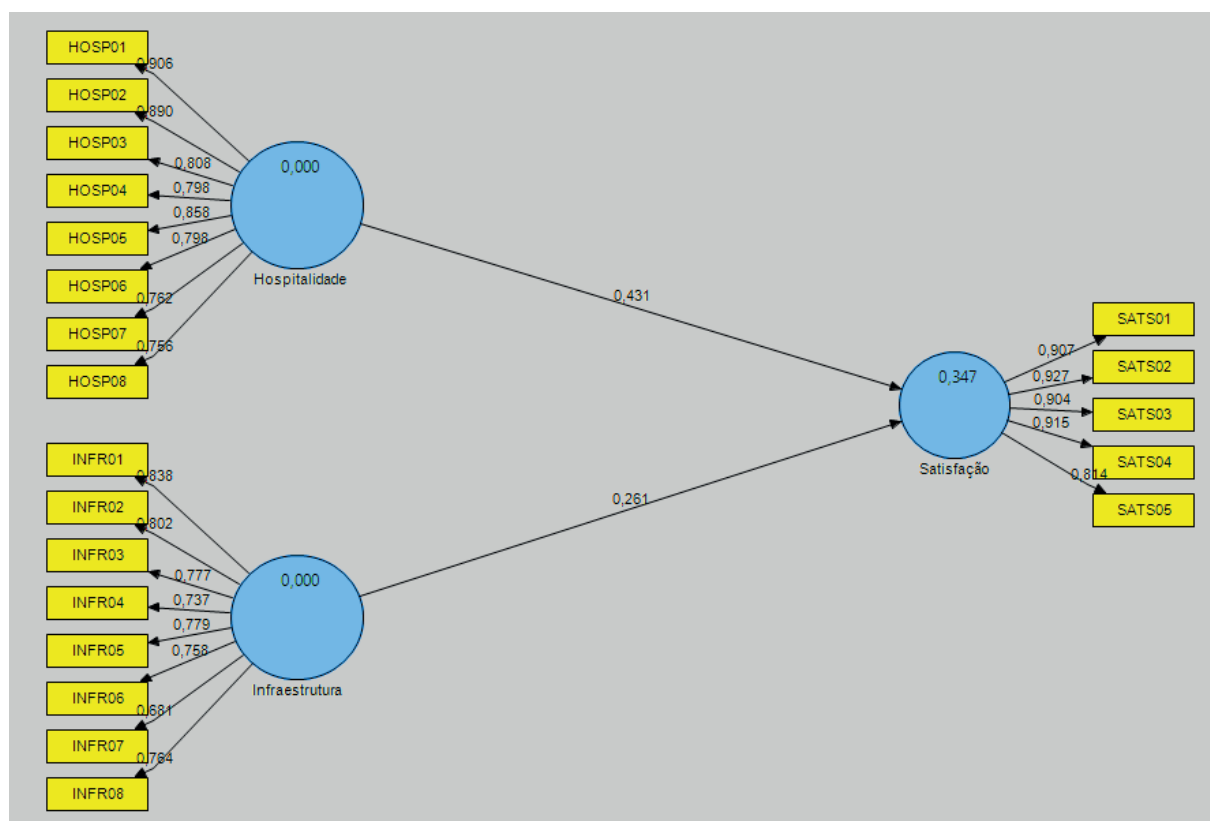 HOSP01
0,906
HOSP02
0,890
HOSP03
0,808
HOSP04
0,798
0,858
HOSP05
0,798
HOSP06
0,762
HOSP07
0,756
HOSP08
0,000
Hospitalidade
0,431
INFR01
0,838
INFR02
0,802
INFR03
0,777
INFR04
0,737
0,779
INFR05
0,758
INFR06
0,681
INFR07
0,764
INFR08
0,000
Infraestrutura
0,261
0,347
Satisfação
SATS01
0,907
SATS02
0,927
0,904
SATS03
0,915
SATS04
0,814
SATS05